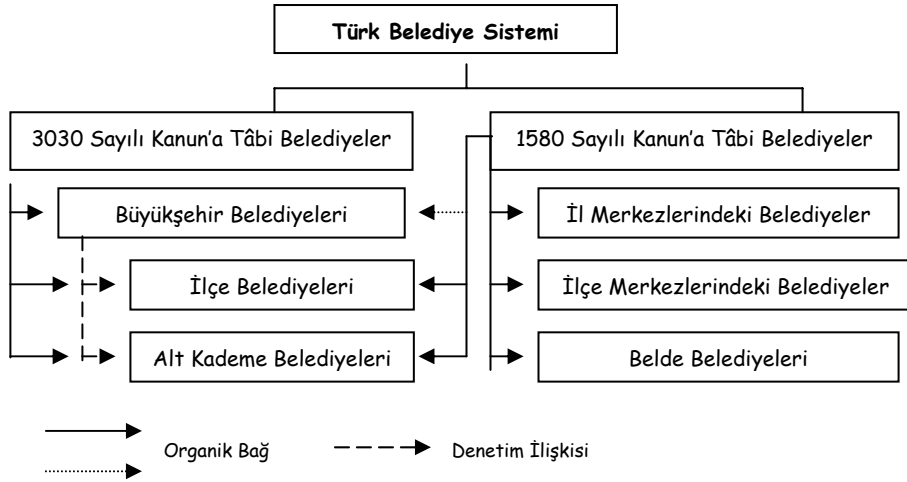 Türk Belediye Sistemi
3030 Sayılı Kanun'a Tâbi Belediyeler
1580 Sayılı Kanun'a Tâbi Belediyeler
Büyükşehir Belediyeleri
İl Merkezlerindeki Belediyeler
İlçe Belediyeleri
İlçe Merkezlerindeki Belediyeler
Alt Kademe Belediyeleri
Belde Belediyeleri
Organik Bağ
Denetim İlişkisi